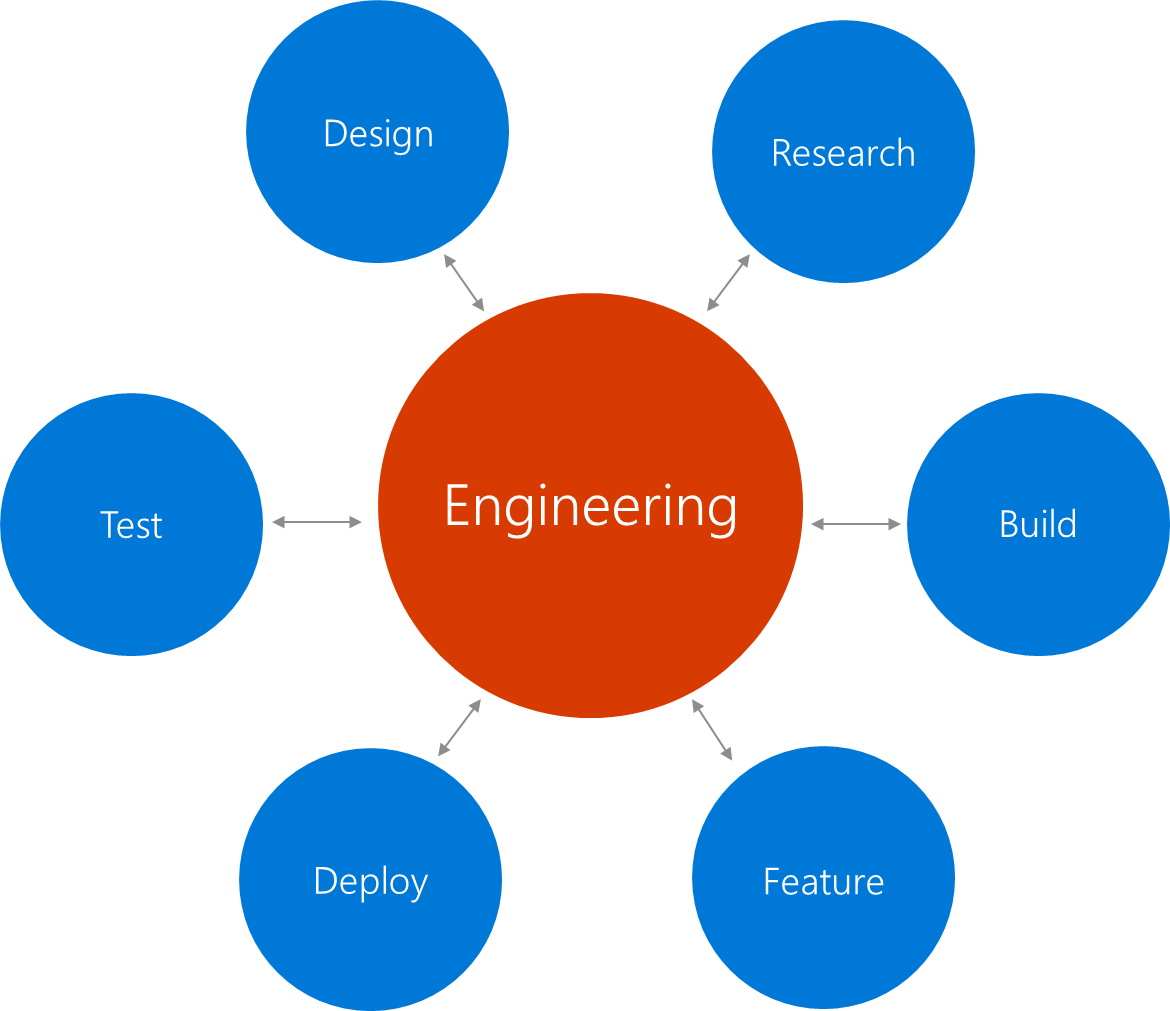 Design
Research
Engineering
Test
Build
Deploy
Feature